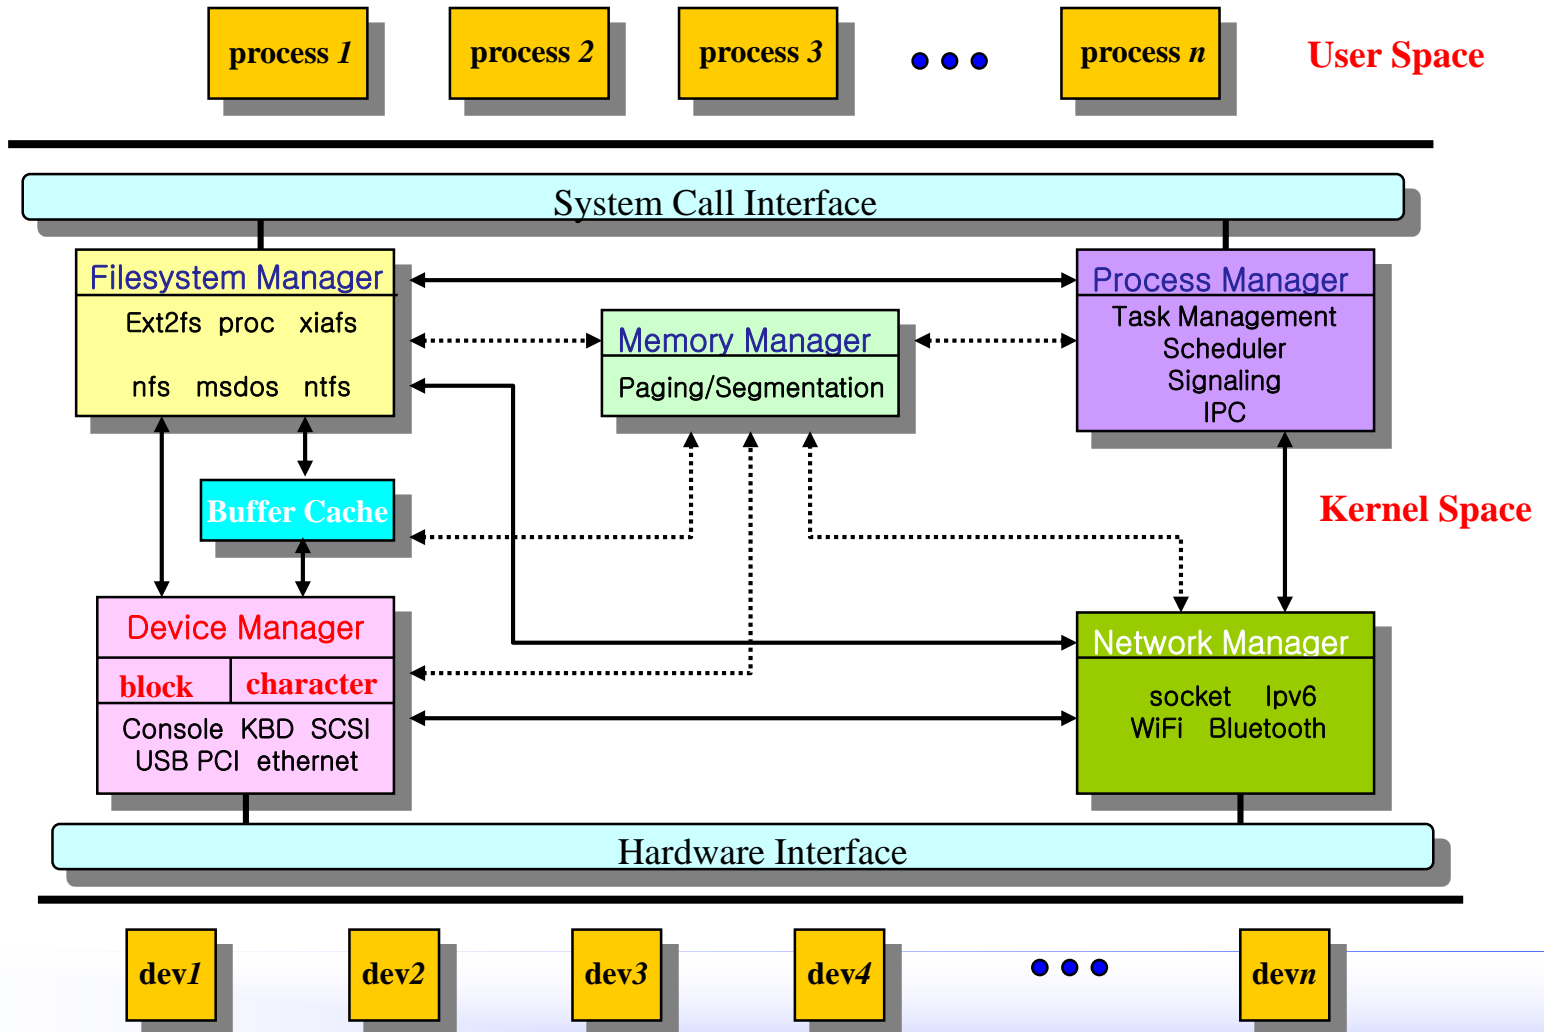 process 1
process 2
process 3
process n
User Space
System Call Interface
Filesystem Manager
Ext2fs proc xiafs
nfs msdos ntfs
Memory Manager
Paging/Segmentation
Process Manager
Task Management
Scheduler
Signaling
IPC
Buffer Cache
Kernel Space
Device Manager
block
character
Console KBD SCSI
USB PCI ethernet
Network Manager
socket Ipv6
WiFi Bluetooth
Hardware Interface
dev1
dev2
dev3
dev4
devn